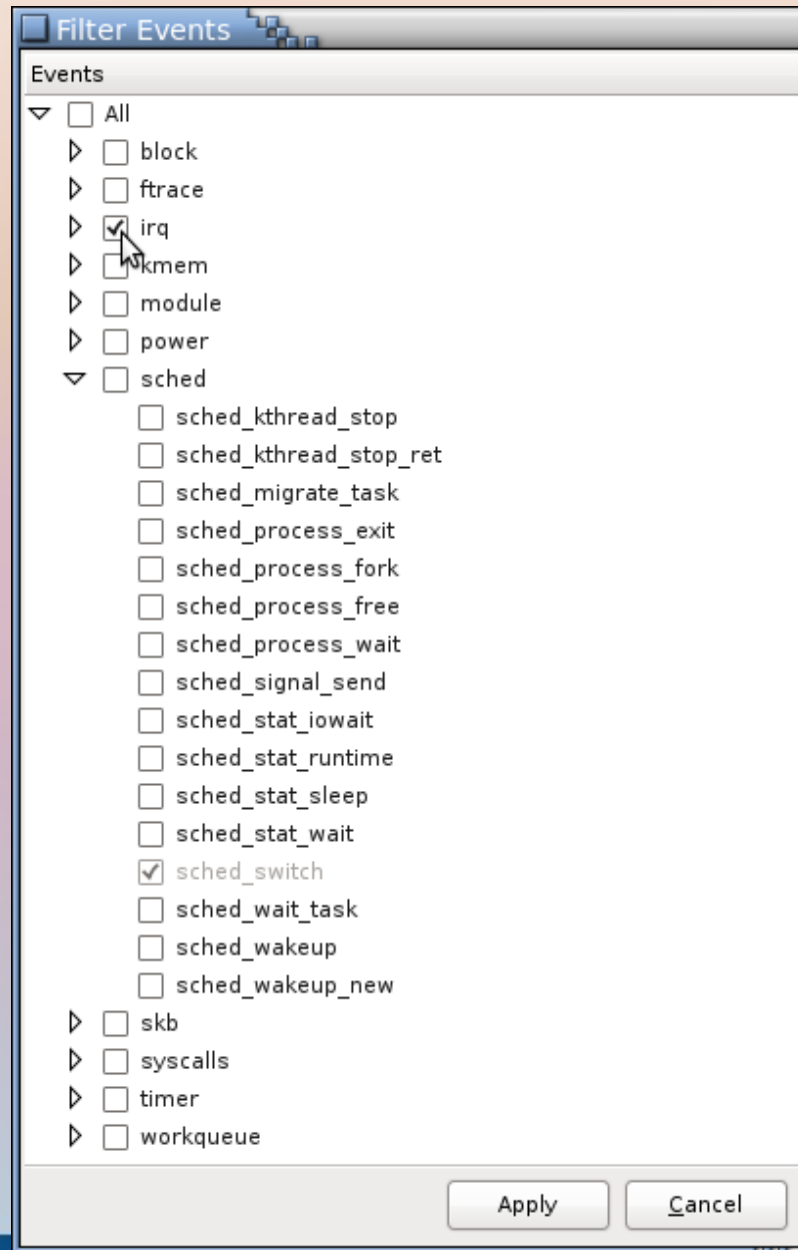 Filter Events
Events
All
block
ftrace
irq
kmem
module
power
sched
sched_kthread_stop
sched_kthread_stop_ret
sched_migrate_task
sched_process_exit
sched_process_fork
sched_process_free
sched_process_wait
sched_signal_send
sched_stat_iowait
sched_stat_runtime
sched_stat_sleep
sched_stat_wait
sched_switch
sched_wait_task
sched_wakeup
sched_wakeup_new
skb
syscalls
timer
workqueue
Apply Cancel